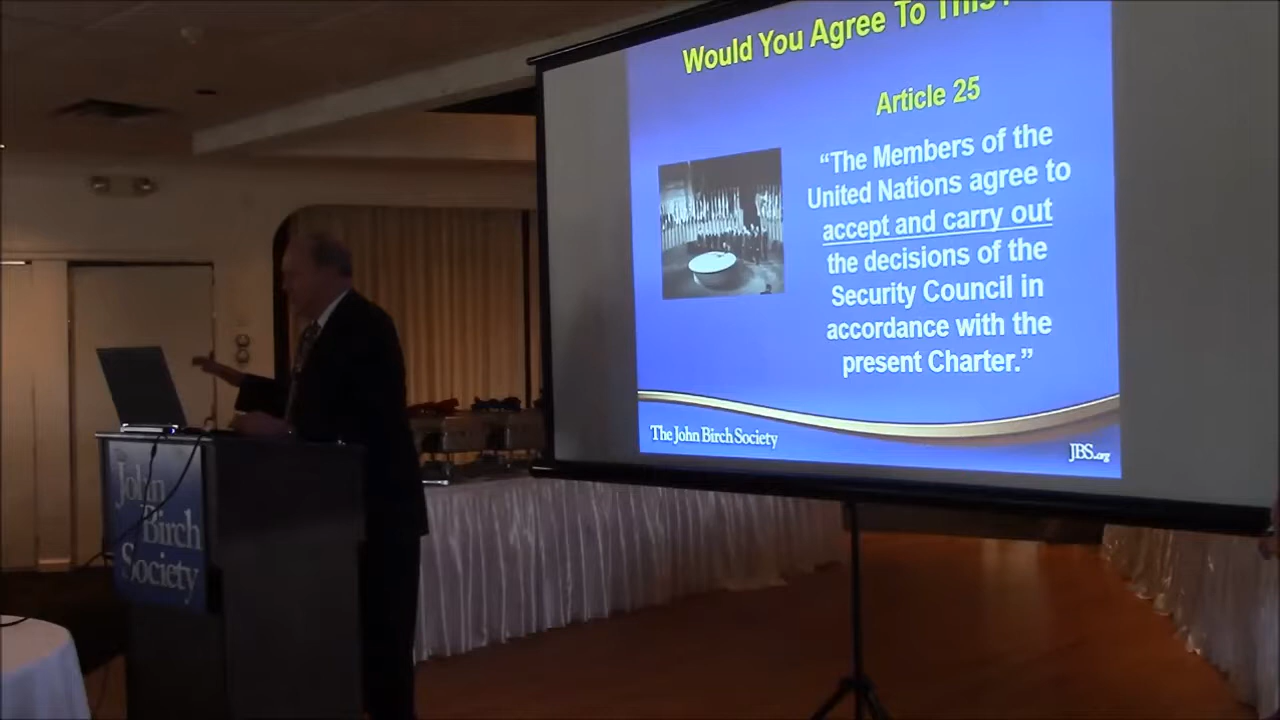 Would You Agree To This?
Article 25
“The Members of the
United Nations agree to
accept and carry out
the decisions of the
Security Council in
accordance with the
present Charter.”
The John Birch Society
JBS.org
John
Birch
Society